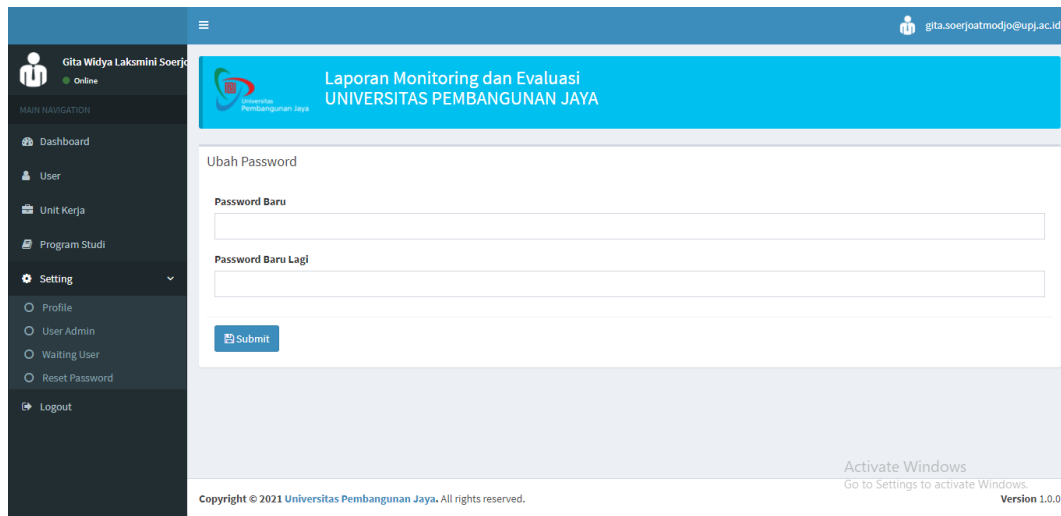 gita.soerjoatmodjo@upj.ac.id
Gita Widya Laksmini Soerjo
Online
MAIN NAVIGATION
Dashboard
User
Unit Kerja
Program Studi
Setting
Profile
User Admin
Waiting User
Reset Password
Logout
Universitas
Pembangunan Jaya
Laporan Monitoring dan Evaluasi
UNIVERSITAS PEMBANGUNAN JAYA
Ubah Password
Password Baru
Password Baru Lagi
Submit
Activate Windows
Go to Settings to activate Windows.
Copyright © 2021 Universitas Pembangunan Jaya. All rights reserved.
Version 1.0.0